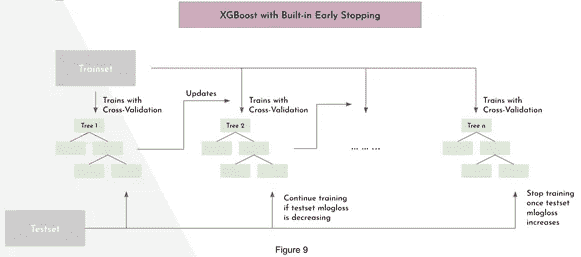 XGBoost with Built-in Early Stopping
Trainset
Trains with
Cross-Validation
Updates
Trains with
Cross-Validation
Trains with
Cross-Validation
Tree 1
Tree 2
... ... ...
Tree n
Continue training
if testset mlogloss
is decreasing
Stop training
once testset
mlogloss
increases
Testset
Figure 9